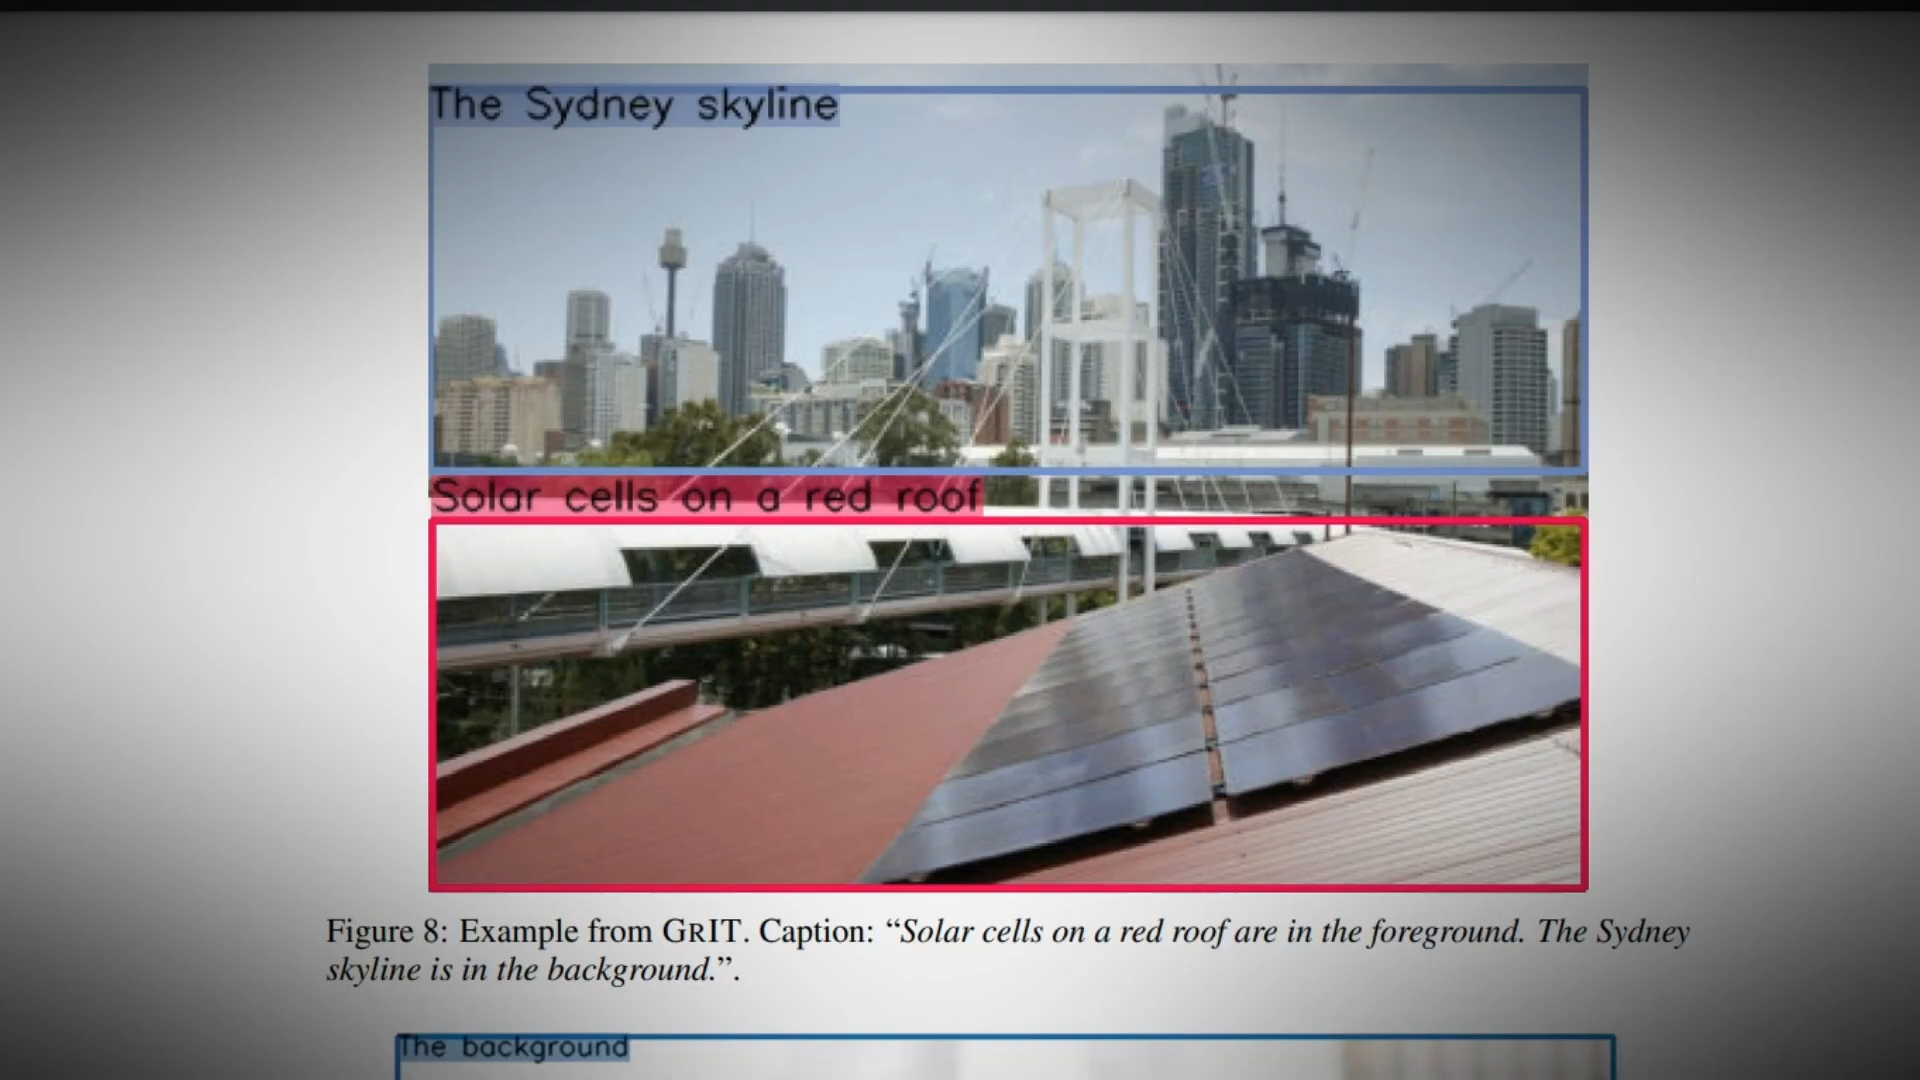 The Sydney skyline
Solar cells on a red roof
Figure 8: Example from GRIT. Caption: “Solar cells on a red roof are in the foreground. The Sydney
skyline is in the background.”.
The background